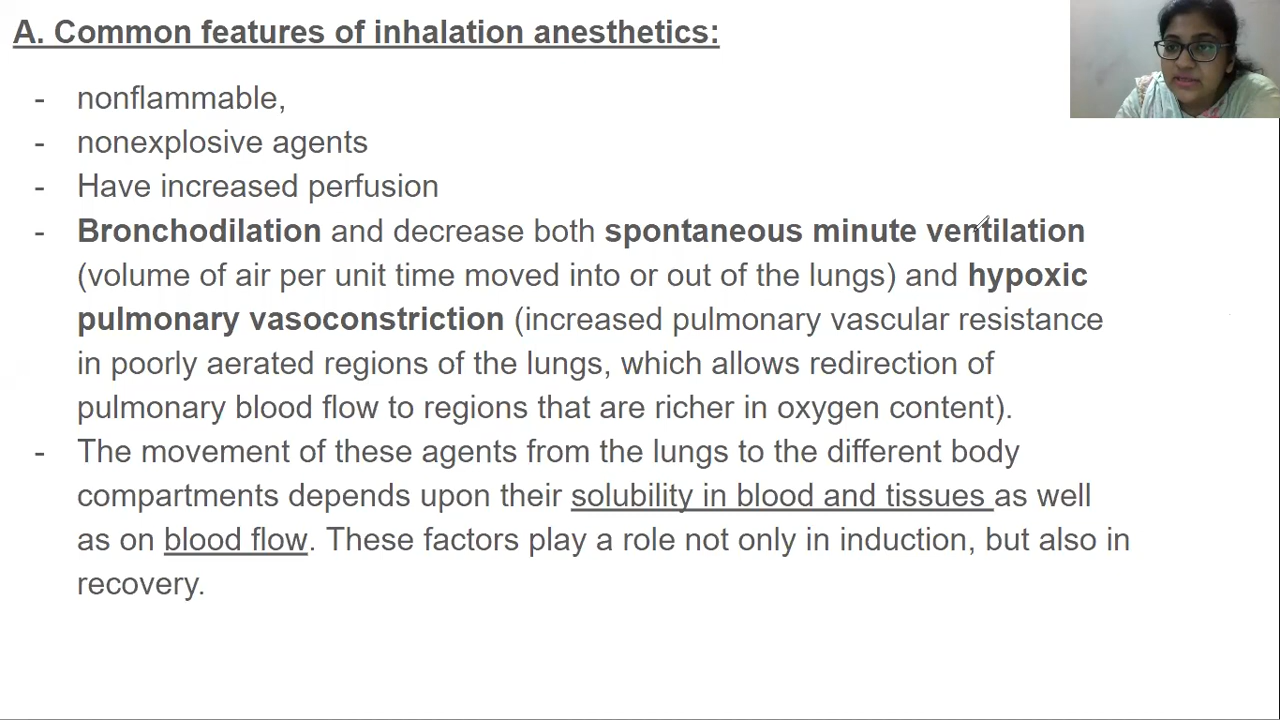 A. Common features of inhalation anesthetics:
- nonflammable,
- nonexplosive agents
- Have increased perfusion
- Bronchodilation and decrease both spontaneous minute ventilation
(volume of air per unit time moved into or out of the lungs) and hypoxic
pulmonary vasoconstriction (increased pulmonary vascular resistance
in poorly aerated regions of the lungs, which allows redirection of
pulmonary blood flow to regions that are richer in oxygen content).
- The movement of these agents from the lungs to the different body
compartments depends upon their solubility in blood and tissues as well
as on blood flow. These factors play a role not only in induction, but also in
recovery.